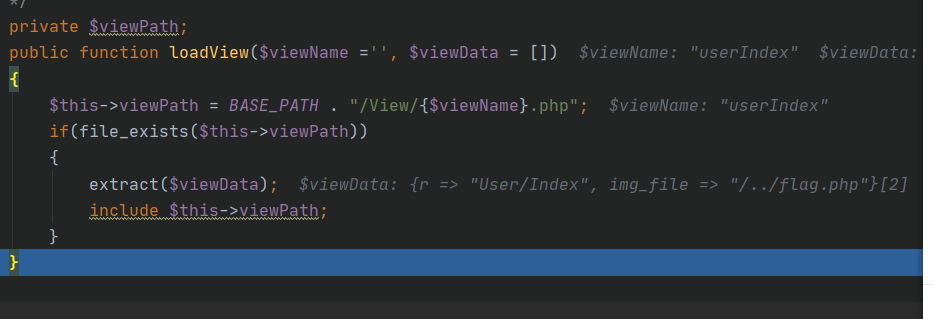 */
private $viewPath;
public function loadView($viewName ='', $viewData = []) $viewName: "userIndex" $viewData:
{
$this->viewPath = BASE_PATH . "/View/{$viewName}.php"; $viewName: "userIndex"
if(file_exists($this->viewPath))
{
extract($viewData); $viewData: {r => "User/Index", img_file => "/../flag.php"}[2]
include $this->viewPath;
}
}